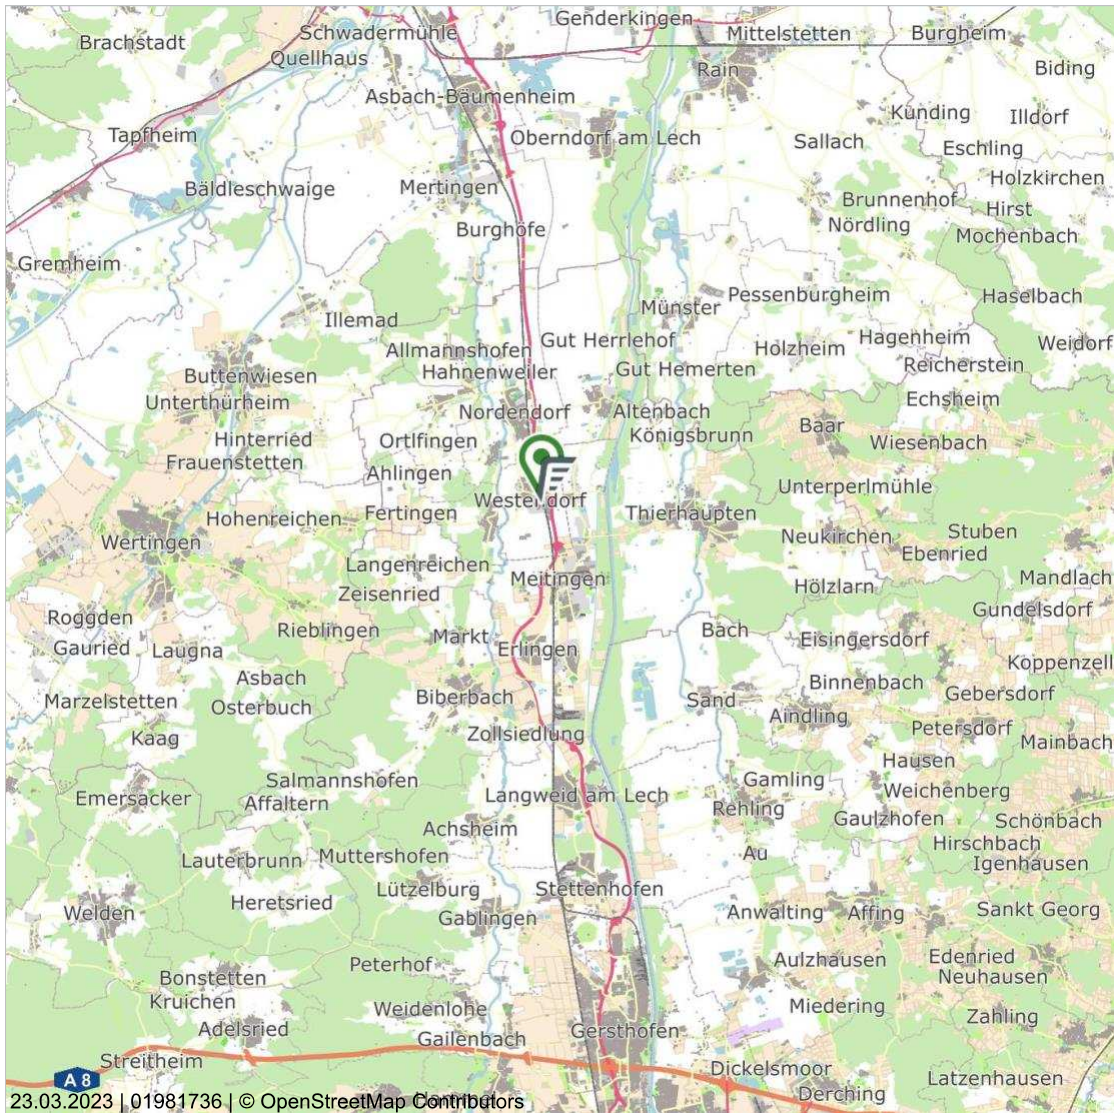 Genderkingen
Brachstadt
Schwadermühle
Mittelstetten
Burgheim
Quellhaus
Rain
Biding
Asbach-Bäumenheim
Kunding
Illdorf
Tapfheim
Oberndorf am Lech
Sallach
Eschling
Bäldleschwaige
Mertingen
Holzkirchen
Brunnenhof
Hirst
Nördling
Burghöfe
Mochenbach
Gremheim
Pessenburgheim
Haselbach
Münster
Illemad
Gut Herrlehof
Hagenheim
Weidorf
Allmannshofen
Holzheim
Hahnenweiler
Gut Hemerten
Reicherstein
Buttenwiesen
Unterthürheim
Echsheim
Nordendorf
Altenbach
Baar
Hinterried
Ortlfingen
Königsbrunn
Wiesenbach
Frauenstetten
Ahlingen
Unterperlmühle
Westendorf
Hohenreichen
Fertingen
Thierhaupten
Wertingen
Neukirchen
Stuben
Ebenried
Langenreichen
Meitingen
Mandlach
Zeisenried
Hölzlarn
Roggden
Gundelsdorf
Rieblingen
Markt
Bach
Eisingersdorf
Gauried
Laugna
Erlingen
Koppenzell
Asbach
Binnenbach
Gebersdorf
Marzelstetten
Osterbuch
Biberbach
Sand
Aindling
Petersdorf
Kaag
Zollsiedlung
Mainbach
Hausen
Salmannshofen
Gamling
Weichenberg
Emersacker
Affaltern
Langweid am Lech
Rehling
Gaulzhofen
Schönbach
Achsheim
Hirschbach
Lauterbrunn
Muttershofen
Au
Igenhausen
Lützelburg
Stettenhofen
Heretsried
Welden
Gablingen
Anwalting
Affing
Sankt Georg
Peterhof
Aulzhausen
Edenried
Bonstetten
Neuhausen
Kruichen
Weidenlohe
Miedering
Zahling
Adelsried
Gailenbach
Gersthofen
Streitheim
Dickelsmoor
A 8
Latzenhausen
Derching
23.03.2023 | 01981736 | © OpenStreetMap Contributors